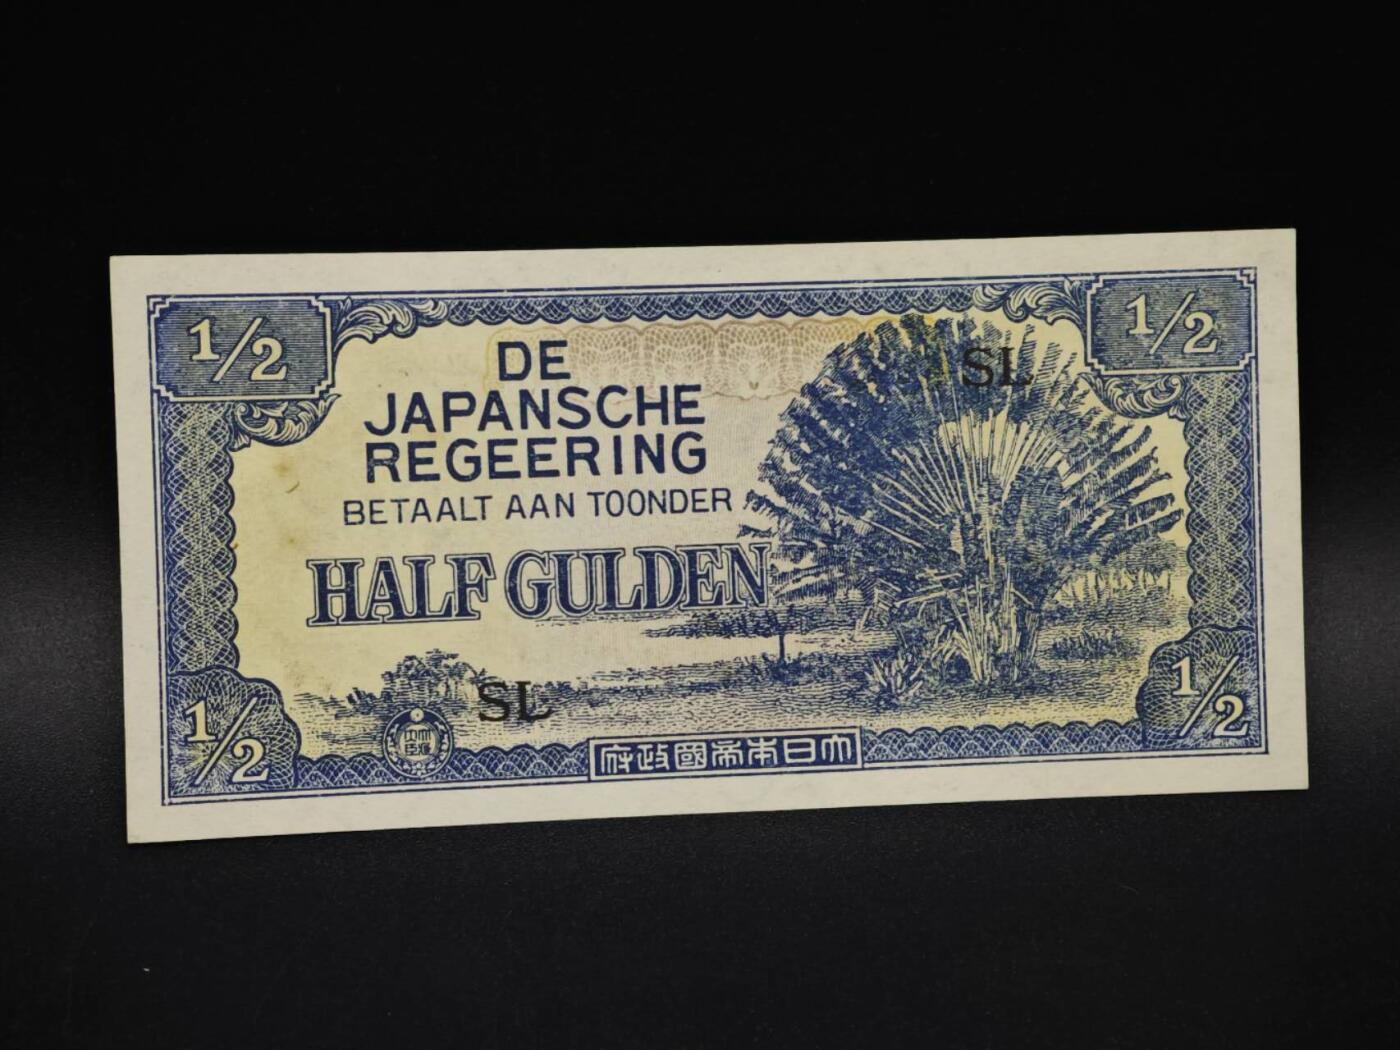 1/2
1/2
DE
JAPANSCHE
REGEERING
BETAALT AAN TOONDER
HALF GULDEN
SL
SL
1/2
1/2
府政國帝本日大